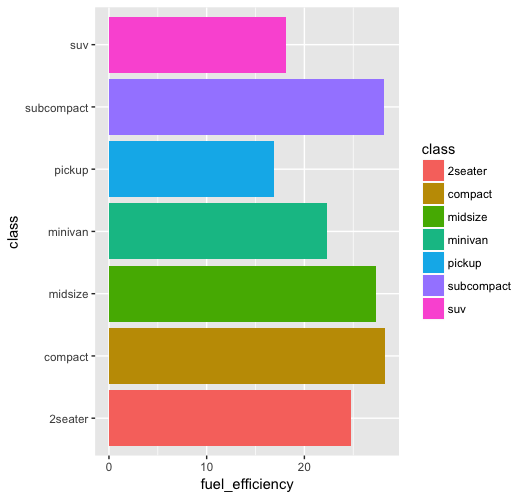 suv
subcompact
pickup
minivan
midsize
compact
2seater
class
0 10 20
fuel_efficiency
class
2seater
compact
midsize
minivan
pickup
subcompact
suv